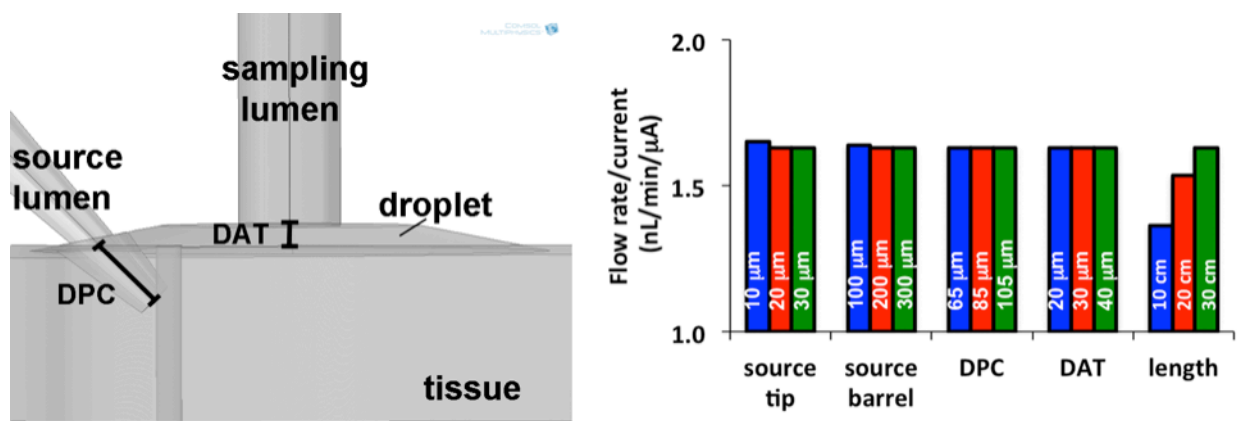 COMSOL
MULTIPHYSICS
sampling
lumen
source
lumen
droplet
DAT
DPC
tissue
Flow rate/current
(nL/min/μA)
2.0
1.5
1.0
10 μm
20 μm
30 μm
100 μm
200 μm
300 μm
65 μm
85 μm
105 μm
20 μm
30 μm
40 μm
10 cm
20 cm
30 cm
source
tip
source
barrel
DPC
DAT
length